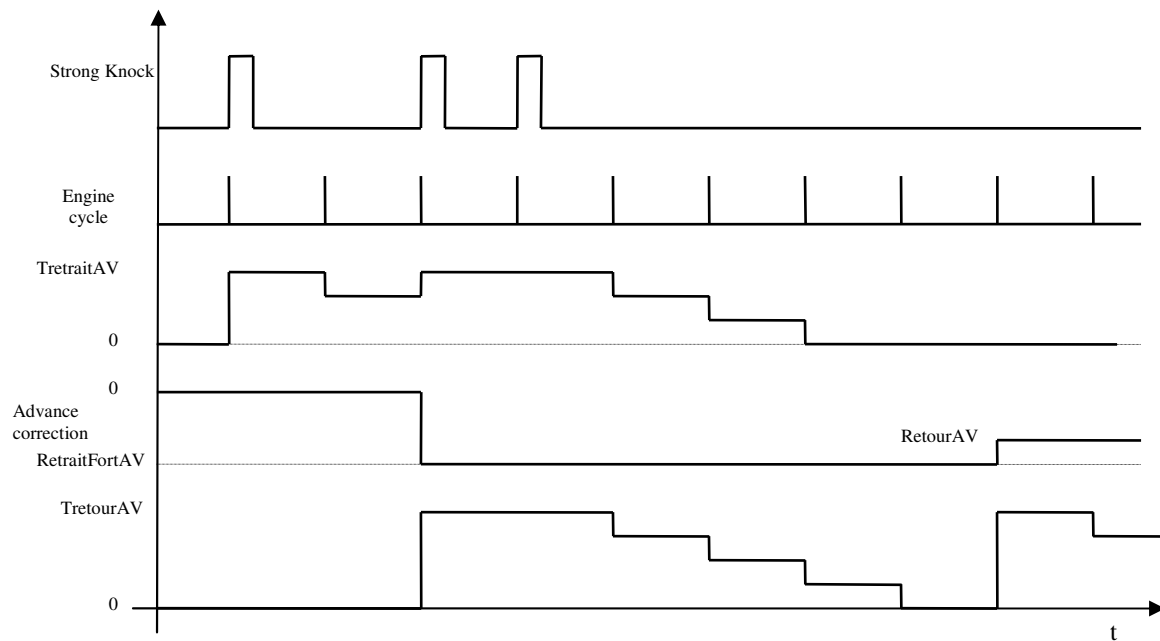 Strong Knock
Engine
cycle
TretraitAV
0
0
Advance
correction
RetourAV
RetraitFortAV
TretourAV
0
t